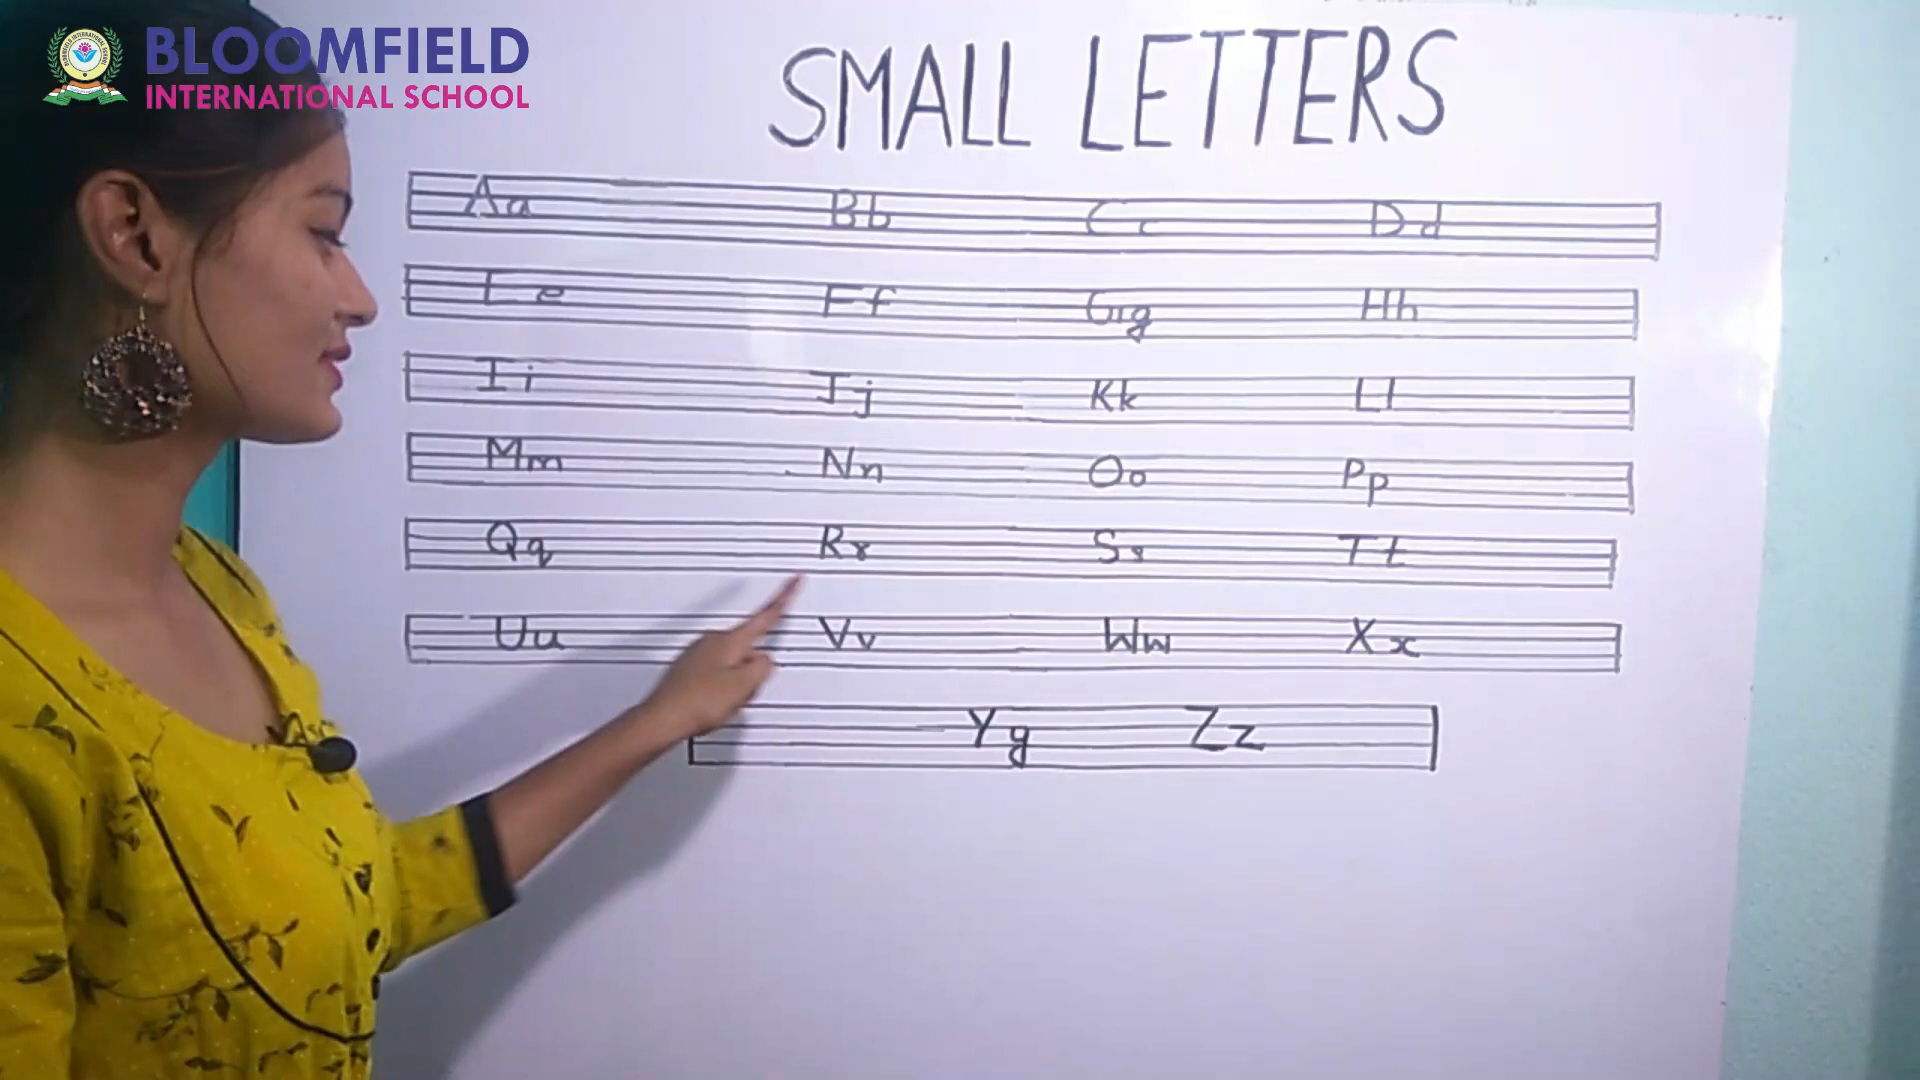 BLOOMFIELD
INTERNATIONAL SCHOOL
SMALL LETTERS
Aa Bb Cc Dd
Ee Ff Gg Hh
Ii Jj Kk Ll
Mm Nn Oo Pp
Qq Rr Ss Tt
Uu Vv Ww Xx
Yy Zz